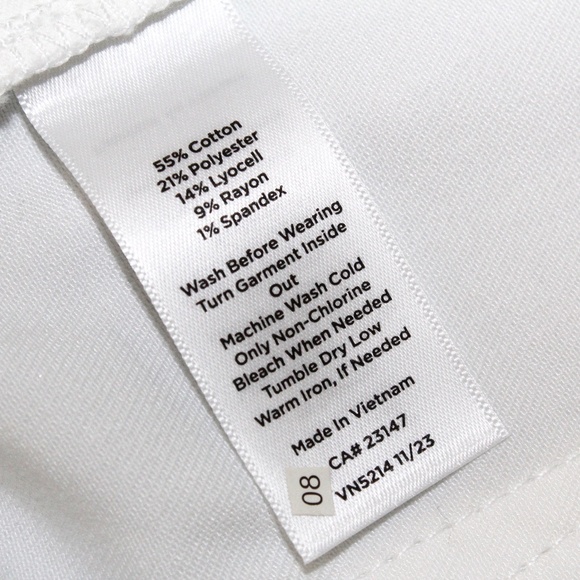 55% Cotton
21% Polyester
14% Lyocell
9% Rayon
1% Spandex
Wash Before Wearing
Turn Garment Inside
Out
Machine Wash Cold
Only Non-Chlorine
Bleach When Needed
Tumble Dry Low
Warm Iron, If Needed
Made In Vietnam
CA# 23147
VN5214 11/23
08